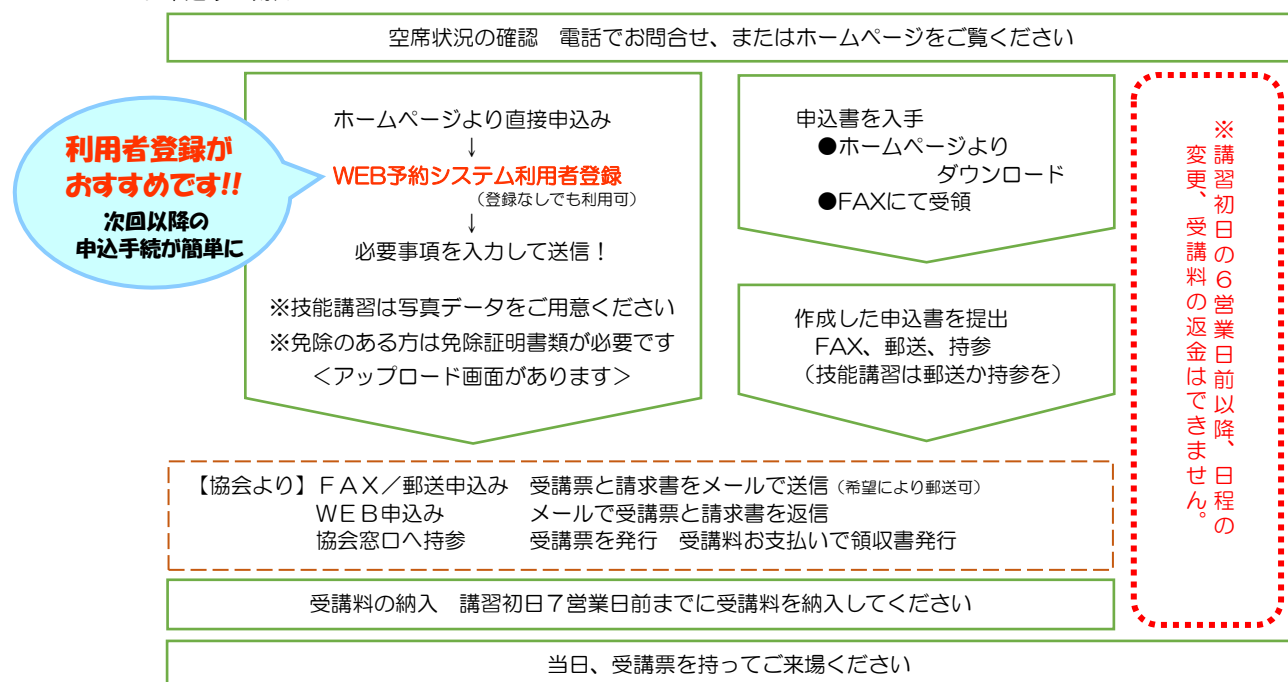 空席状況の確認　電話でお問合せ、またはホームページをご覧ください
利用者登録が
おすすめです!!
次回以降の
申込手続が簡単に
ホームページより直接申込み
↓
WEB予約システム利用者登録
（登録なしでも利用可）
↓
必要事項を入力して送信！
※技能講習は写真データをご用意ください
※免除のある方は免除証明書類が必要です
＜アップロード画面があります＞
申込書を入手
●ホームページより
ダウンロード
●FAXにて受領
作成した申込書を提出
FAX、郵送、持参
（技能講習は郵送か持参を）
※講習初日の６営業日前以降、日程の
変更、受講料の返金はできません。
【協会より】ＦＡＸ／郵送申込み　受講票と請求書をメールで送信（希望により郵送可）
ＷＥＢ申込み　メールで受講票と請求書を返信
協会窓口へ持参　受講票を発行　受講料お支払いで領収書発行
受講料の納入　講習初日７営業日前までに受講料を納入してください
当日、受講票を持ってご来場ください